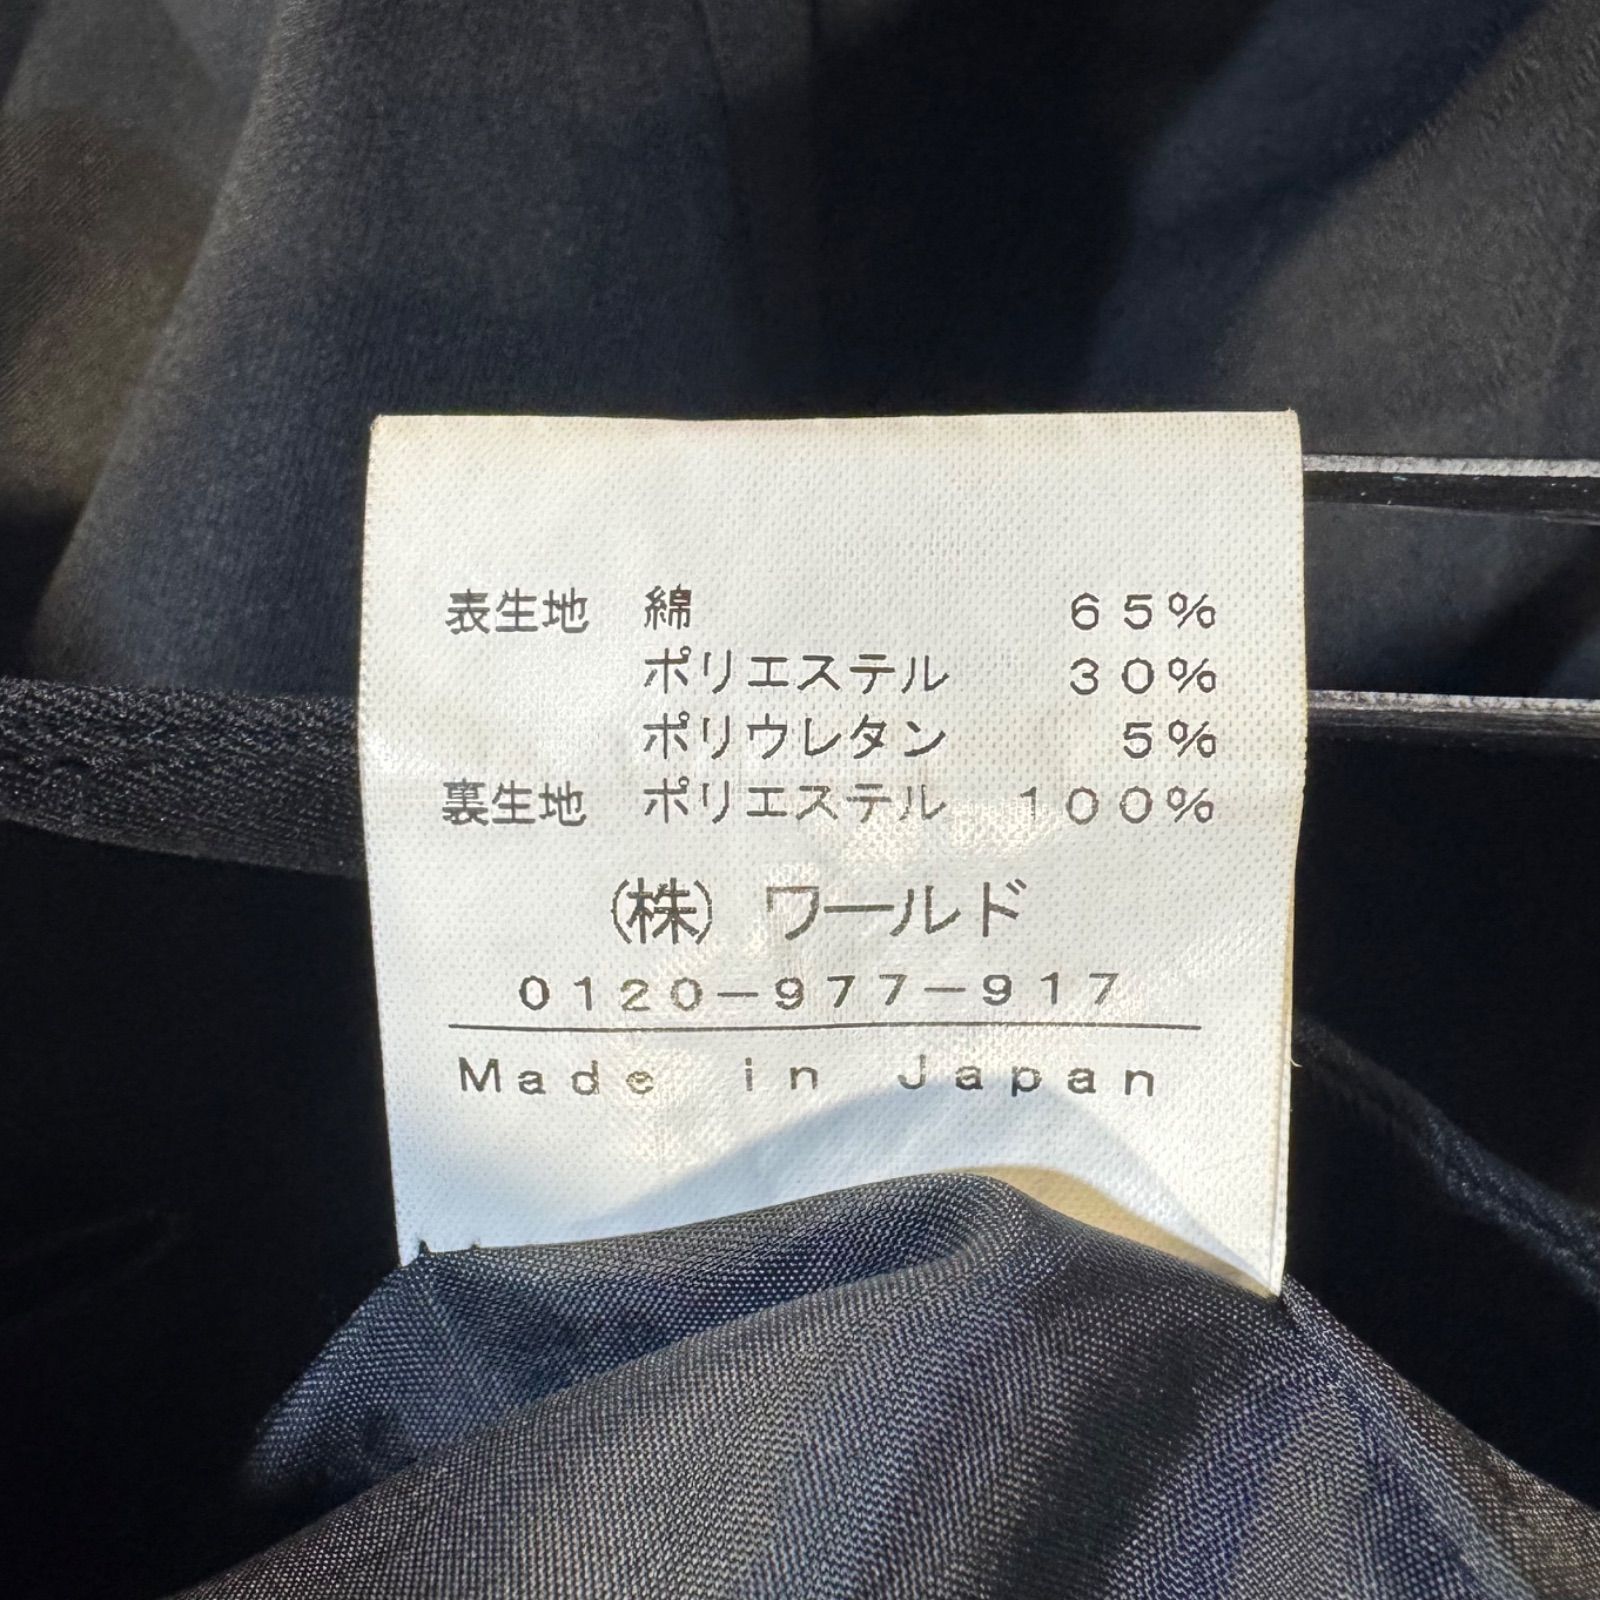 表生地 綿 65%
ポリエステル 30%
ポリウレタン 5%
裏生地 ポリエステル 100%
(株) ワールド
0120-977-917
Made in Japan